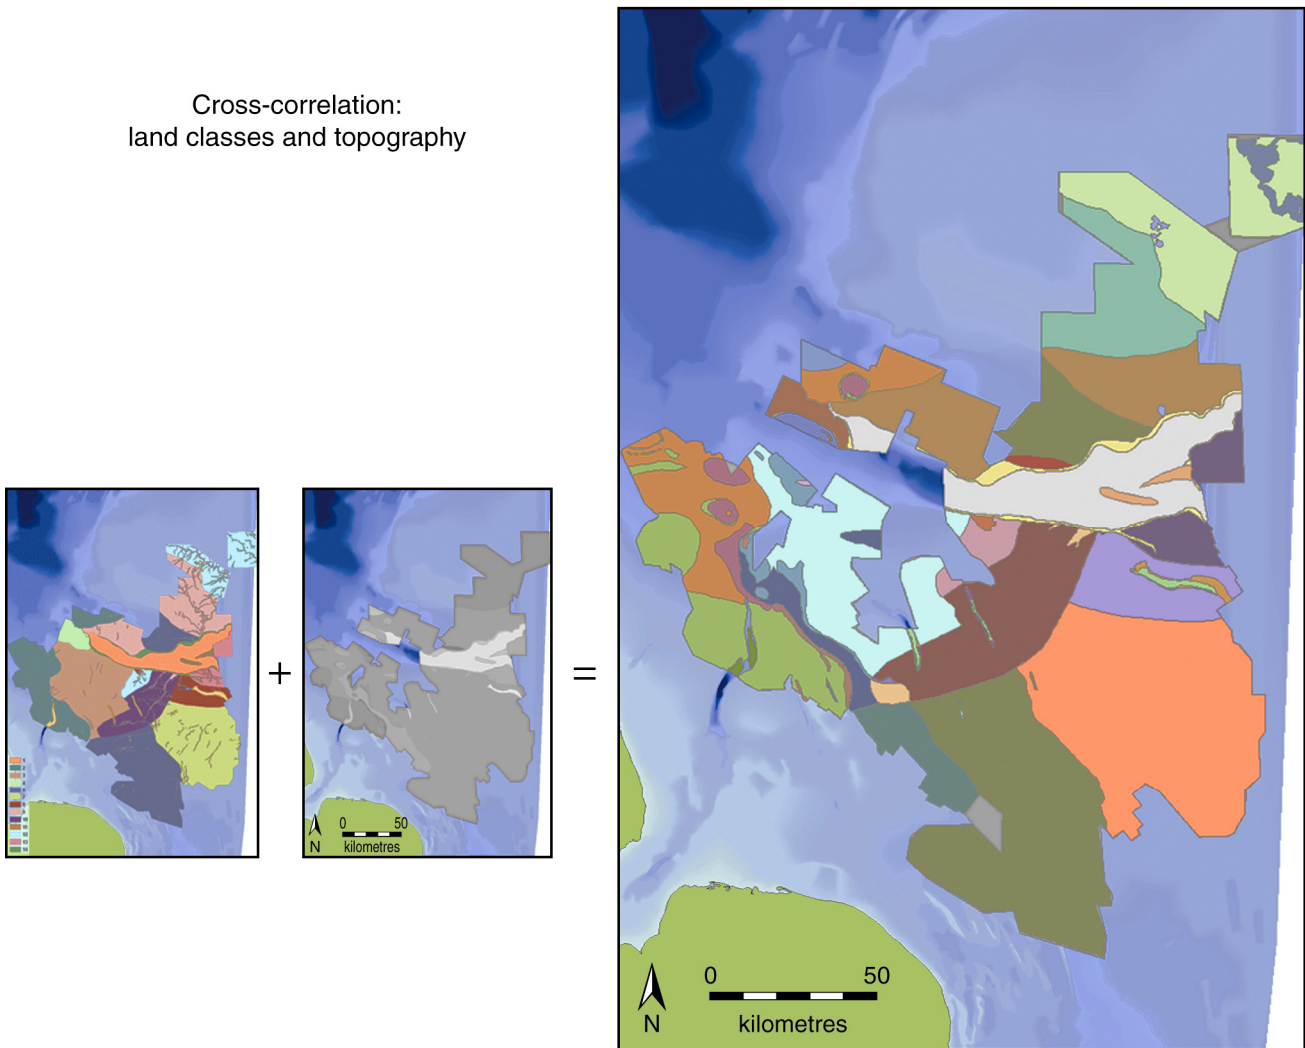 Cross-correlation:
land classes and topography
+
=
0 50
N kilometres
0 50
N kilometres